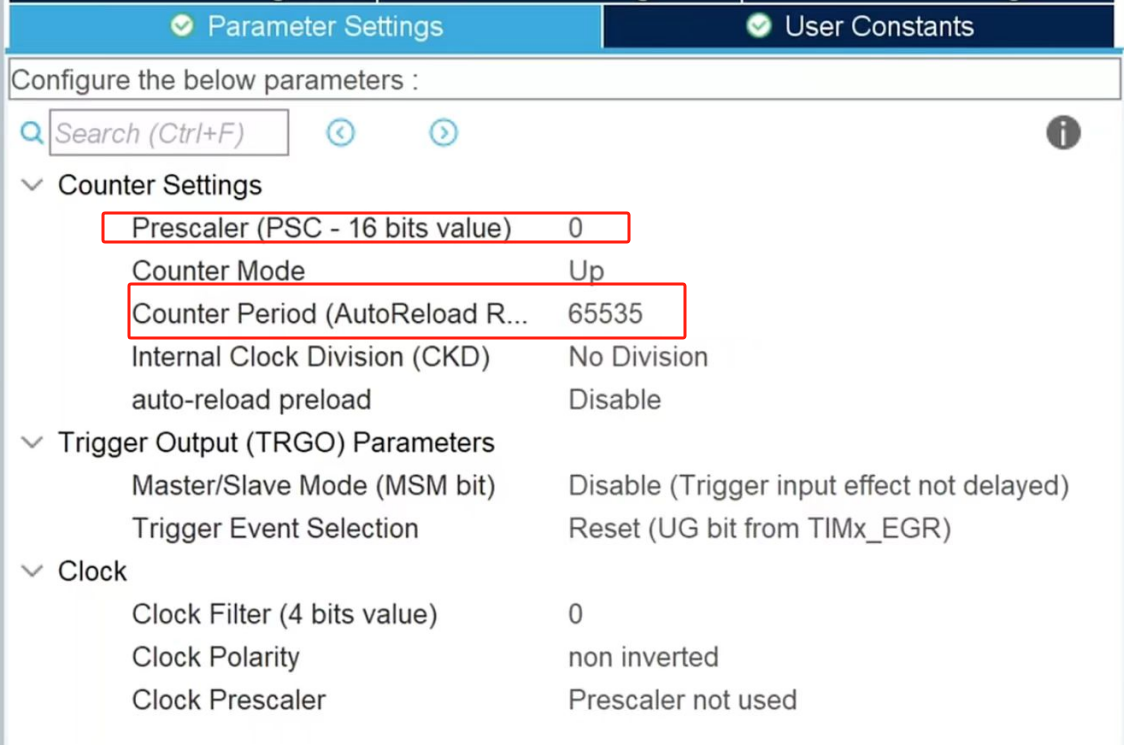 Parameter Settings
User Constants
Configure the below parameters :
Search (Ctrl+F)
Counter Settings
Prescaler (PSC - 16 bits value) 0
Counter Mode Up
Counter Period (AutoReload R... 65535
Internal Clock Division (CKD) No Division
auto-reload preload Disable
Trigger Output (TRGO) Parameters
Master/Slave Mode (MSM bit) Disable (Trigger input effect not delayed)
Trigger Event Selection Reset (UG bit from TIMx_EGR)
Clock
Clock Filter (4 bits value) 0
Clock Polarity non inverted
Clock Prescaler Prescaler not used